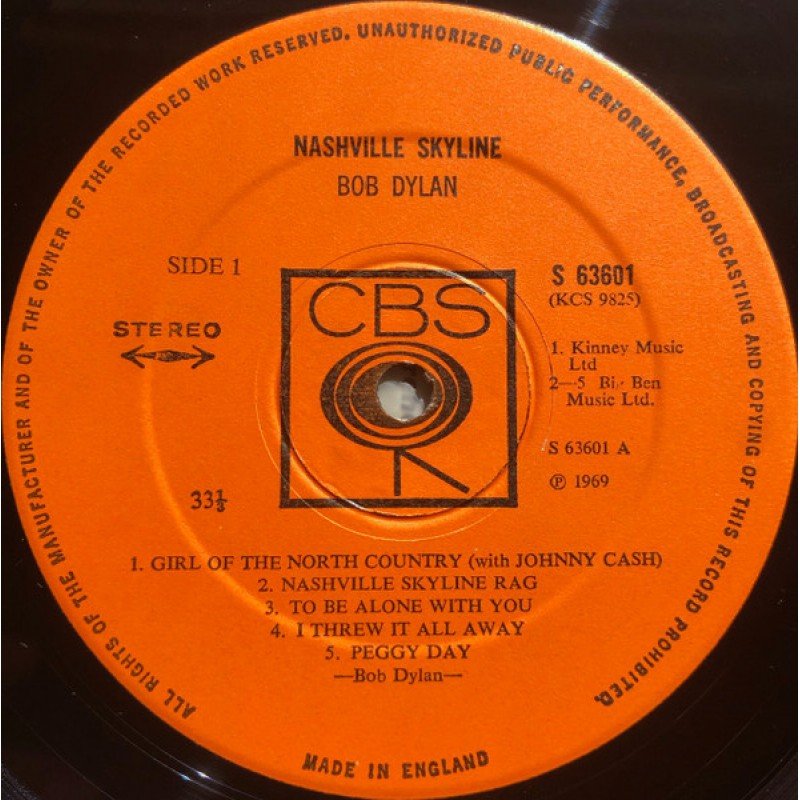 ALL RIGHTS OF THE MANUFACTURER AND OF THE OWNER OF THE RECORDED WORK RESERVED. UNAUTHORIZED PUBLIC PERFORMANCE, BROADCASTING AND COPYING OF THIS RECORD PROHIBITED.
NASHVILLE SKYLINE
BOB DYLAN
SIDE 1
S 63601
(KCS 9825)
CBS
STEREO
1. Kinney Music
Ltd
2—5 Ben
Music Ltd.
S 63601 A
℗ 1969
33⅓
1. GIRL OF THE NORTH COUNTRY (with JOHNNY CASH)
2. NASHVILLE SKYLINE RAG
3. TO BE ALONE WITH YOU
4. I THREW IT ALL AWAY
5. PEGGY DAY
—Bob Dylan—
MADE IN ENGLAND